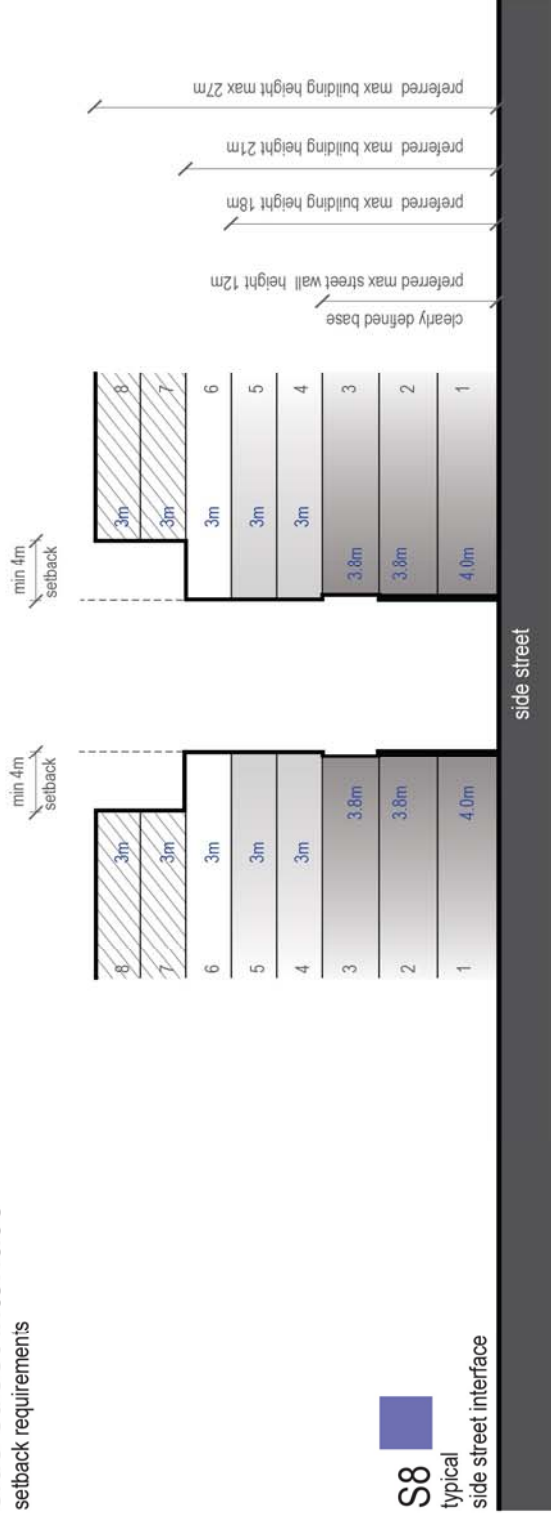 setback requirements
min 4m
setback
min 4m
setback
8
3m
7
3m
6
3m
5
3m
4
3m
3
3.8m
2
3.8m
1
4.0m
3m
8
3m
7
3m
6
3m
5
3m
4
3.8m
3
3.8m
2
4.0m
1
clearly defined base
preferred max street wall height 12m
preferred max building height 18m
preferred max building height 21m
preferred max building height max 27m
S8
typical
side street interface
side street